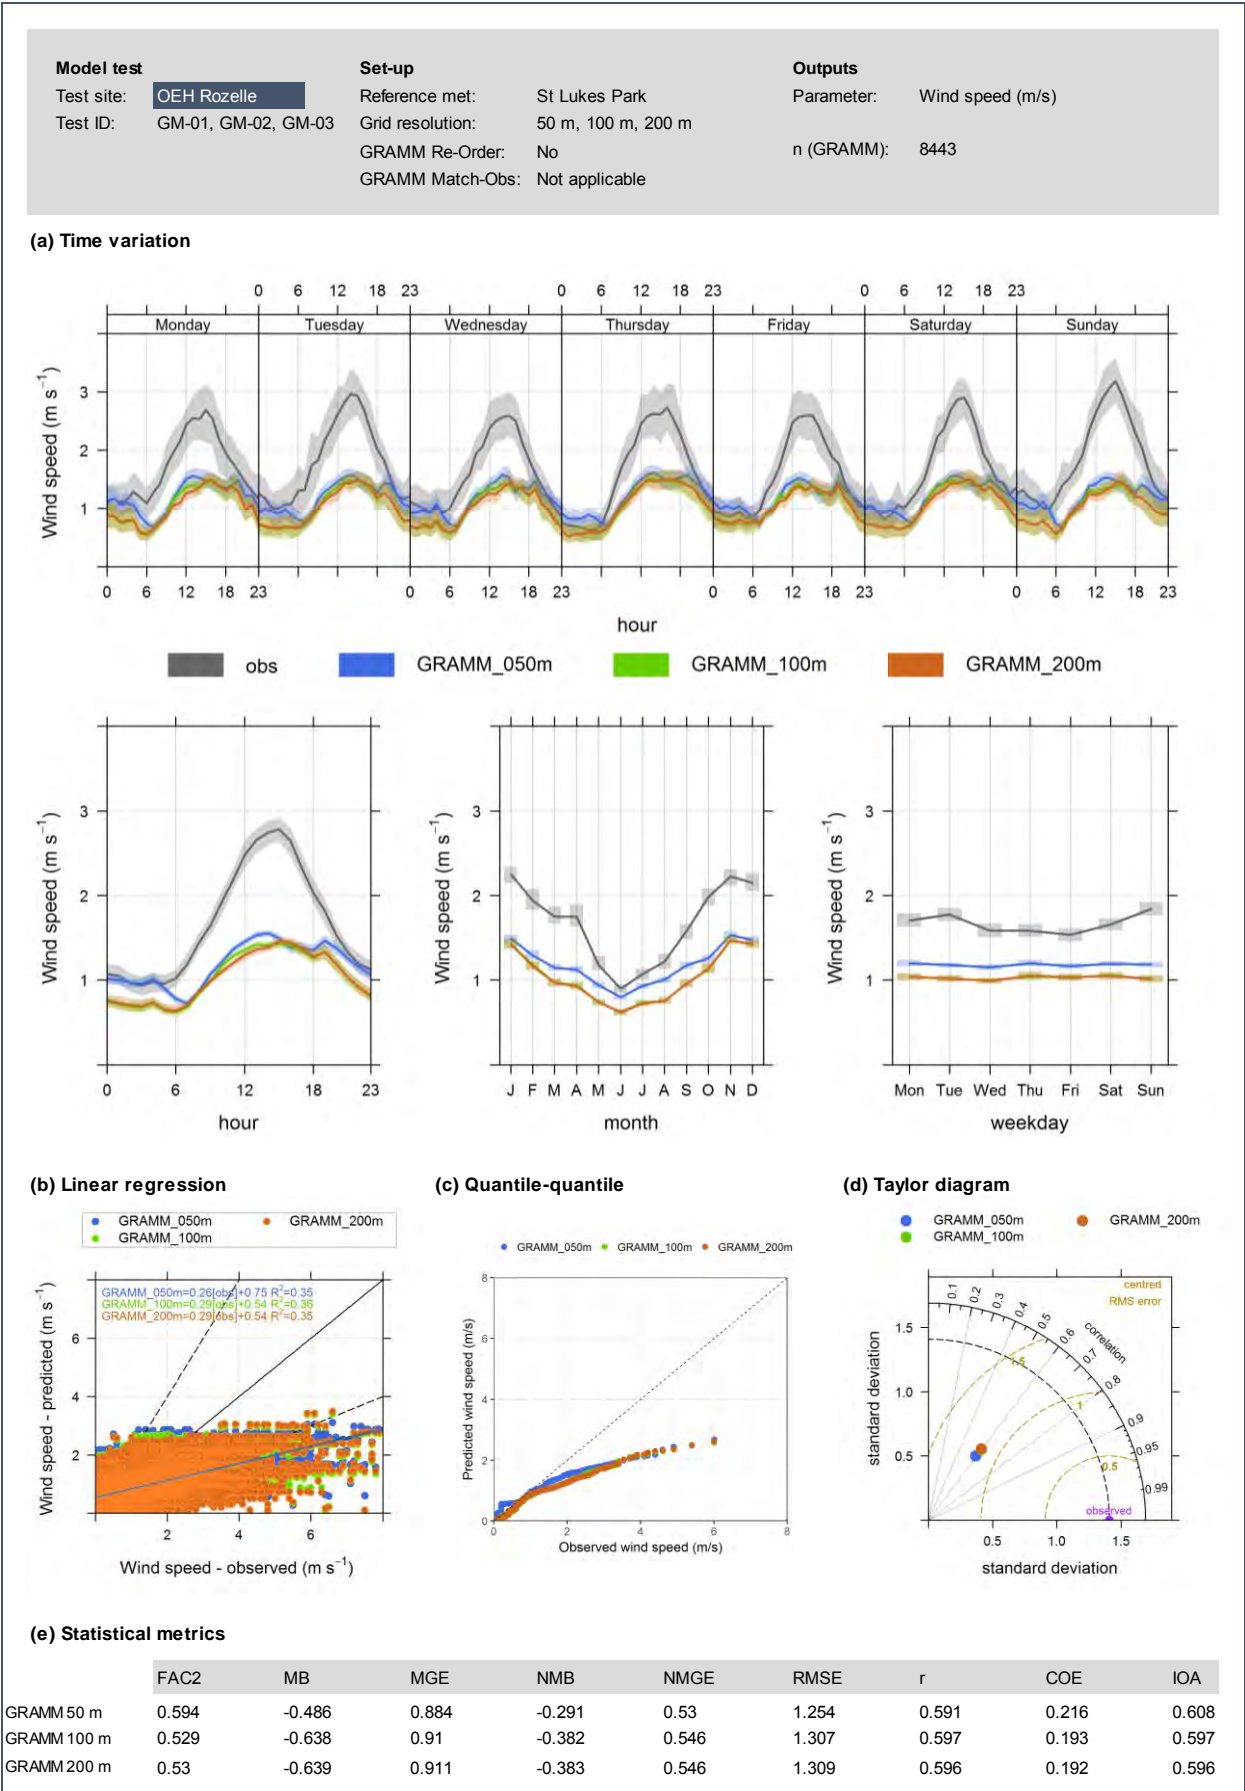 Model test Set-up Outputs
Test site: OEH Rozelle Reference met: St Lukes Park Parameter: Wind speed (m/s)
Test ID: GM-01, GM-02, GM-03 Grid resolution: 50 m, 100 m, 200 m
GRAMM Re-Order: No n (GRAMM): 8443
GRAMM Match-Obs: Not applicable
(a) Time variation
0 6 12 18 23 0 6 12 18 23 0 6 12 18 23
Monday Tuesday Wednesday Thursday Friday Saturday Sunday
Wind speed (m s⁻¹)
3
2
1
0 6 12 18 23 0 6 12 18 23 0 6 12 18 23 0 6 12 18 23
hour
obs GRAMM_050m GRAMM_100m GRAMM_200m
Wind speed (m s⁻¹)
3
2
1
0 6 12 18 23
hour
Wind speed (m s⁻¹)
3
2
1
J F M A M J J A S O N D
month
Wind speed (m s⁻¹)
3
2
1
Mon Tue Wed Thu Fri Sat Sun
weekday
(b) Linear regression
GRAMM_050m GRAMM_200m
GRAMM_100m
GRAMM_050m=0.26[obs]+0.75 R²=0.35
GRAMM_100m=0.29[obs]+0.54 R²=0.36
GRAMM_200m=0.29[obs]+0.54 R²=0.35
Wind speed - predicted (m s⁻¹)
6
4
2
2 4 6
Wind speed - observed (m s⁻¹)
(c) Quantile-quantile
GRAMM_050m GRAMM_100m GRAMM_200m
Predicted wind speed (m/s)
8
6
4
2
0
0 2 4 6 8
Observed wind speed (m/s)
(d) Taylor diagram
GRAMM_050m GRAMM_200m
GRAMM_100m
centred
RMS error
0.1 0.2 0.3 0.4 0.5 0.6 0.7 0.8 0.9 0.95 0.99
correlation
1.5
1
0.5
observed
standard deviation
1.5
1.0
0.5
0.5 1.0 1.5
standard deviation
(e) Statistical metrics
FAC2 MB MGE NMB NMGE RMSE r COE IOA
GRAMM 50 m 0.594 -0.486 0.884 -0.291 0.53 1.254 0.591 0.216 0.608
GRAMM 100 m 0.529 -0.638 0.91 -0.382 0.546 1.307 0.597 0.193 0.597
GRAMM 200 m 0.53 -0.639 0.911 -0.383 0.546 1.309 0.596 0.192 0.596